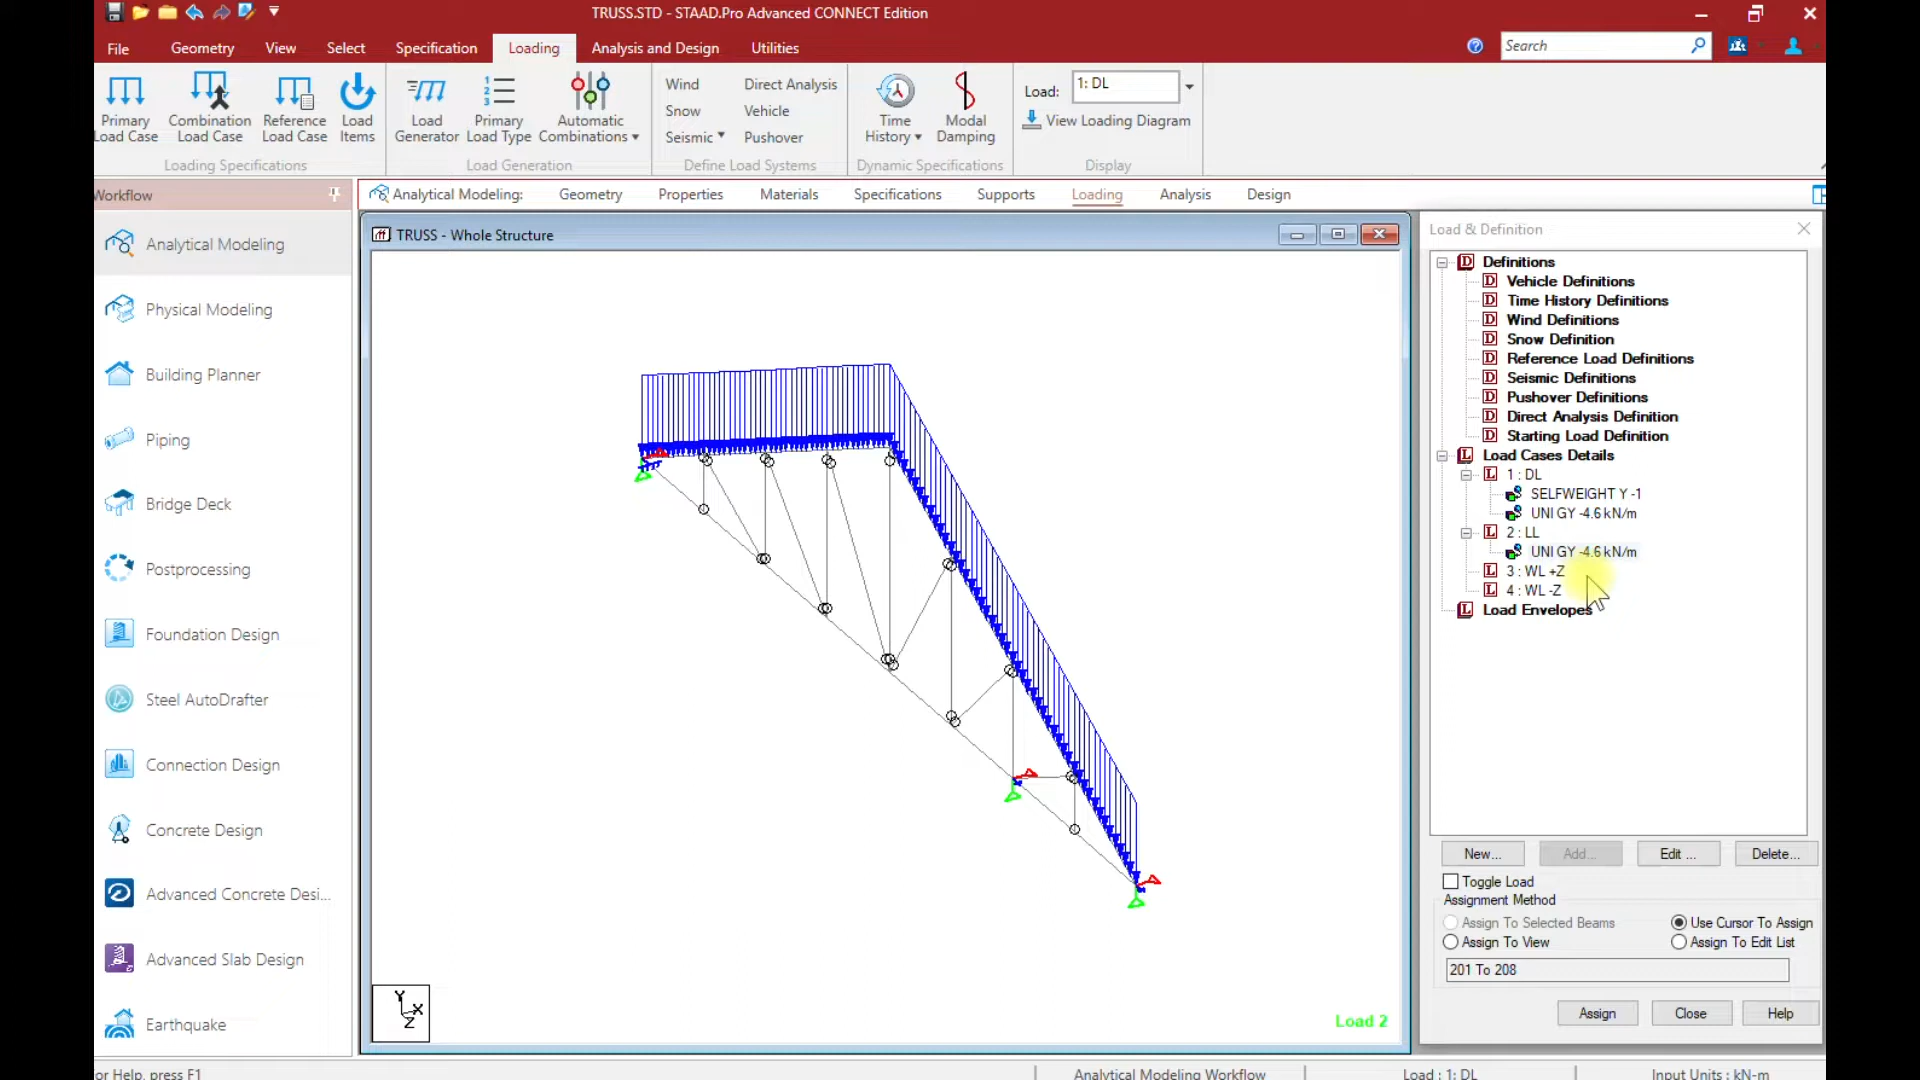 TRUSS.STD - STAAD.Pro Advanced CONNECT Edition
File Geometry View Select Specification Loading Analysis and Design Utilities
Search
Primary Load Case
Combination Load Case
Reference Load Case
Load Items
Loading Specifications
Load Generator
Primary Load Type
Automatic Combinations
Load Generation
Wind
Snow
Seismic
Direct Analysis
Vehicle
Pushover
Define Load Systems
Time History
Modal Damping
Dynamic Specifications
Load: 1: DL
View Loading Diagram
Display
Workflow
Analytical Modeling: Geometry Properties Materials Specifications Supports Loading Analysis Design
Analytical Modeling
Physical Modeling
Building Planner
Piping
Bridge Deck
Postprocessing
Foundation Design
Steel AutoDrafter
Connection Design
Concrete Design
Advanced Concrete Desi...
Advanced Slab Design
Earthquake
TRUSS - Whole Structure
Y
X
Z
Load 2
Load & Definition
Definitions
Vehicle Definitions
Time History Definitions
Wind Definitions
Snow Definition
Reference Load Definitions
Seismic Definitions
Pushover Definitions
Direct Analysis Definition
Starting Load Definition
Load Cases Details
1 : DL
SELFWEIGHT Y -1
UNI GY -4.6 kN/m
2 : LL
UNI GY -4.6 kN/m
3 : WL +Z
4 : WL -Z
Load Envelopes
New... Add... Edit ... Delete...
Toggle Load
Assignment Method
Assign To Selected Beams
Use Cursor To Assign
Assign To View
Assign To Edit List
201 To 208
Assign Close Help
or Help, press F1
Analytical Modeling Workflow
Load : 1: DL
Input Units : kN-m